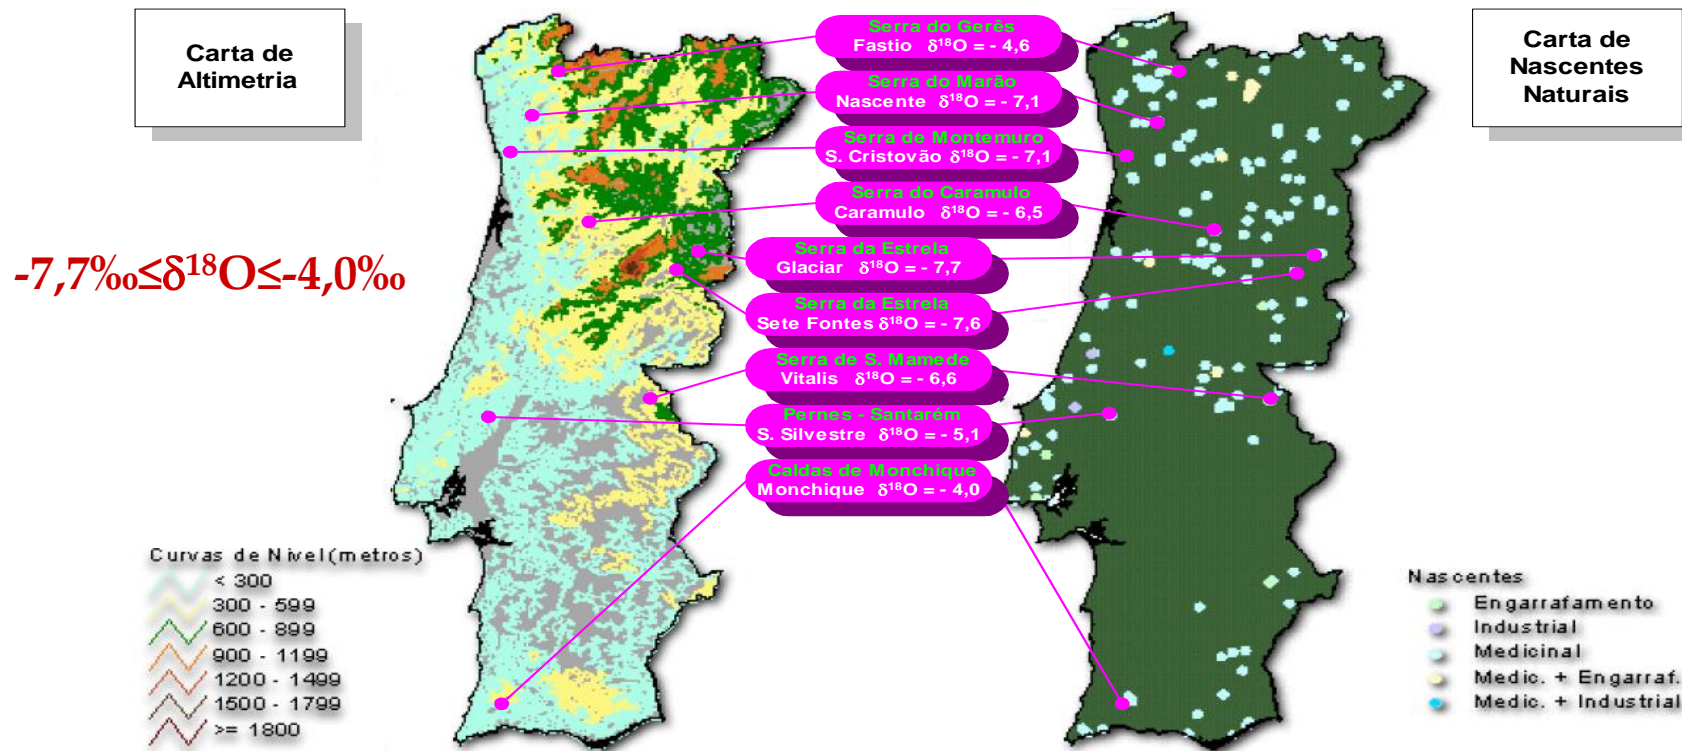 Carta de
Altimetria
-7,7‰≤δ¹⁸O≤-4,0‰
Serra do Gerês
Fastio δ¹⁸O = - 4,6
Serra do Marão
Nascente δ¹⁸O = - 7,1
Serra de Montemuro
S. Cristovão δ¹⁸O = - 7,1
Serra do Caramulo
Caramulo δ¹⁸O = - 6,5
Serra da Estrela
Glaciar δ¹⁸O = - 7,7
Serra da Estrela
Sete Fontes δ¹⁸O = - 7,6
Serra de S. Mamede
Vitalis δ¹⁸O = - 6,6
Pernes - Santarém
S. Silvestre δ¹⁸O = - 5,1
Caldas de Monchique
Monchique δ¹⁸O = - 4,0
Carta de
Nascentes
Naturais
Curvas de Nivel(metros)
< 300
300 - 599
600 - 899
900 - 1199
1200 - 1499
1500 - 1799
>= 1800
Nascentes
Engarrafamento
Industrial
Medicinal
Medic. + Engarraf.
Medic. + Industrial